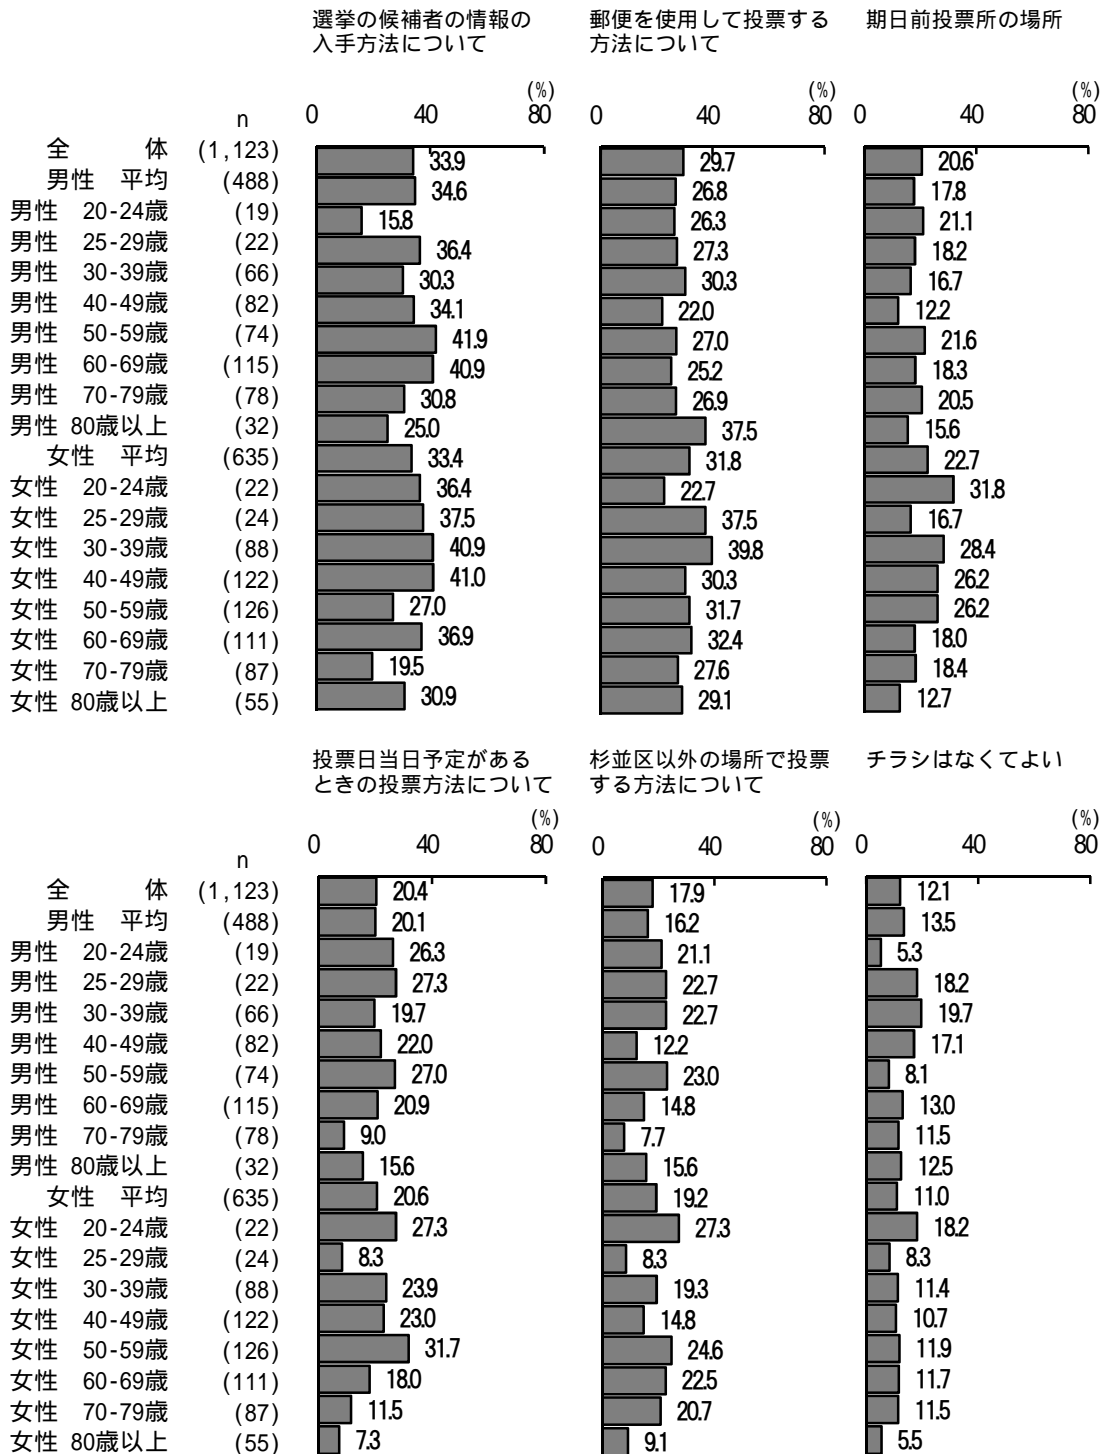 選挙の候補者の情報の
入手方法について
郵便を使用して投票する
方法について
期日前投票所の場所
(%) (%) (%)
n 0 40 80 0 40 80 0 40 80
全 体 (1,123) 33.9 29.7 20.6
男性 平均 (488) 34.6 26.8 17.8
男性 20-24歳 (19) 15.8 26.3 21.1
男性 25-29歳 (22) 36.4 27.3 18.2
男性 30-39歳 (66) 30.3 30.3 16.7
男性 40-49歳 (82) 34.1 22.0 12.2
男性 50-59歳 (74) 41.9 27.0 21.6
男性 60-69歳 (115) 40.9 25.2 18.3
男性 70-79歳 (78) 30.8 26.9 20.5
男性 80歳以上 (32) 25.0 37.5 15.6
女性 平均 (635) 33.4 31.8 22.7
女性 20-24歳 (22) 36.4 22.7 31.8
女性 25-29歳 (24) 37.5 37.5 16.7
女性 30-39歳 (88) 40.9 39.8 28.4
女性 40-49歳 (122) 41.0 30.3 26.2
女性 50-59歳 (126) 27.0 31.7 26.2
女性 60-69歳 (111) 36.9 32.4 18.0
女性 70-79歳 (87) 19.5 27.6 18.4
女性 80歳以上 (55) 30.9 29.1 12.7
投票日当日予定がある
ときの投票方法について
杉並区以外の場所で投票
する方法について
チラシはなくてよい
(%) (%) (%)
n 0 40 80 0 40 80 0 40 80
全 体 (1,123) 20.4 17.9 12.1
男性 平均 (488) 20.1 16.2 13.5
男性 20-24歳 (19) 26.3 21.1 5.3
男性 25-29歳 (22) 27.3 22.7 18.2
男性 30-39歳 (66) 19.7 22.7 19.7
男性 40-49歳 (82) 22.0 12.2 17.1
男性 50-59歳 (74) 27.0 23.0 8.1
男性 60-69歳 (115) 20.9 14.8 13.0
男性 70-79歳 (78) 9.0 7.7 11.5
男性 80歳以上 (32) 15.6 15.6 12.5
女性 平均 (635) 20.6 19.2 11.0
女性 20-24歳 (22) 27.3 27.3 18.2
女性 25-29歳 (24) 8.3 8.3 8.3
女性 30-39歳 (88) 23.9 19.3 11.4
女性 40-49歳 (122) 23.0 14.8 10.7
女性 50-59歳 (126) 31.7 24.6 11.9
女性 60-69歳 (111) 18.0 22.5 11.7
女性 70-79歳 (87) 11.5 20.7 11.5
女性 80歳以上 (55) 7.3 9.1 5.5